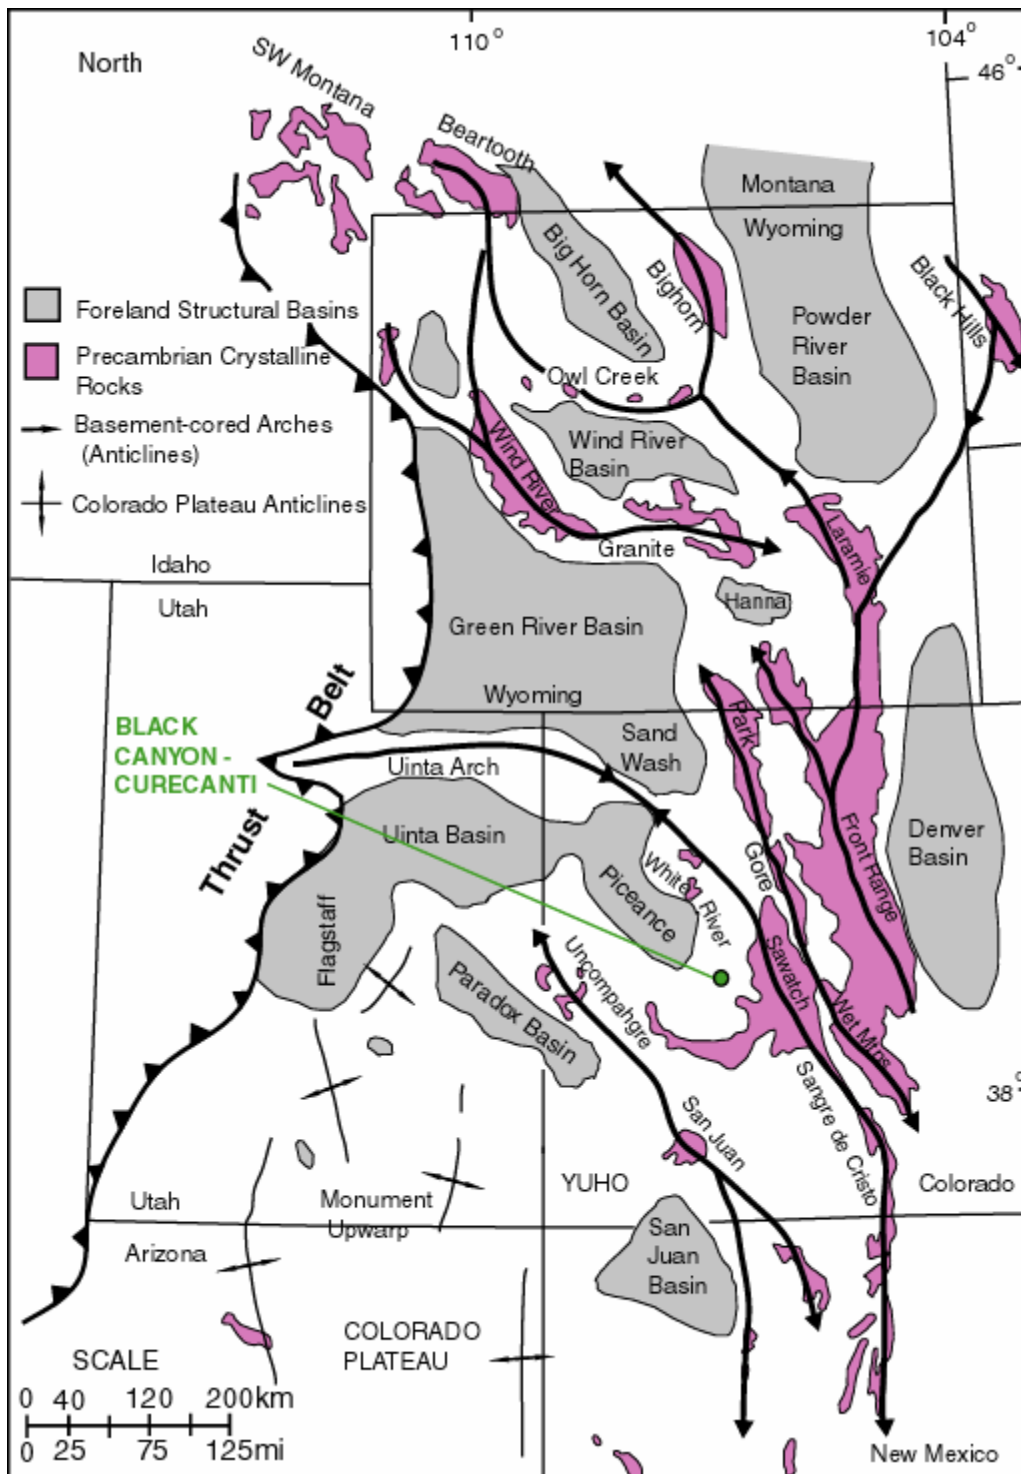 110°
104°
46°
North
SW Montana
Beartooth
Montana
Wyoming
Big Horn Basin
Bighorn
Black Hills
Foreland Structural Basins
Precambrian Crystalline
Rocks
Basement-cored Arches
(Anticlines)
Colorado Plateau Anticlines
Powder
River
Basin
Owl Creek
Wind River
Wind River
Basin
Granite
Laramie
Hanna
Idaho
Utah
Green River Basin
Wyoming
Thrust Belt
BLACK
CANYON -
CURECANTI
Uinta Arch
Sand
Wash
Park
Gore
Front Range
Denver
Basin
Uinta Basin
Piceance
White River
Flagstaff
Sawatch
Uncompahgre
Paradox Basin
Wet Mtns
Sangre de Cristo
38°
San Juan
YUHO
Colorado
Utah
Arizona
Monument
Upwarp
San
Juan
Basin
COLORADO
PLATEAU
SCALE
0 40 120 200km
0 25 75 125mi
New Mexico